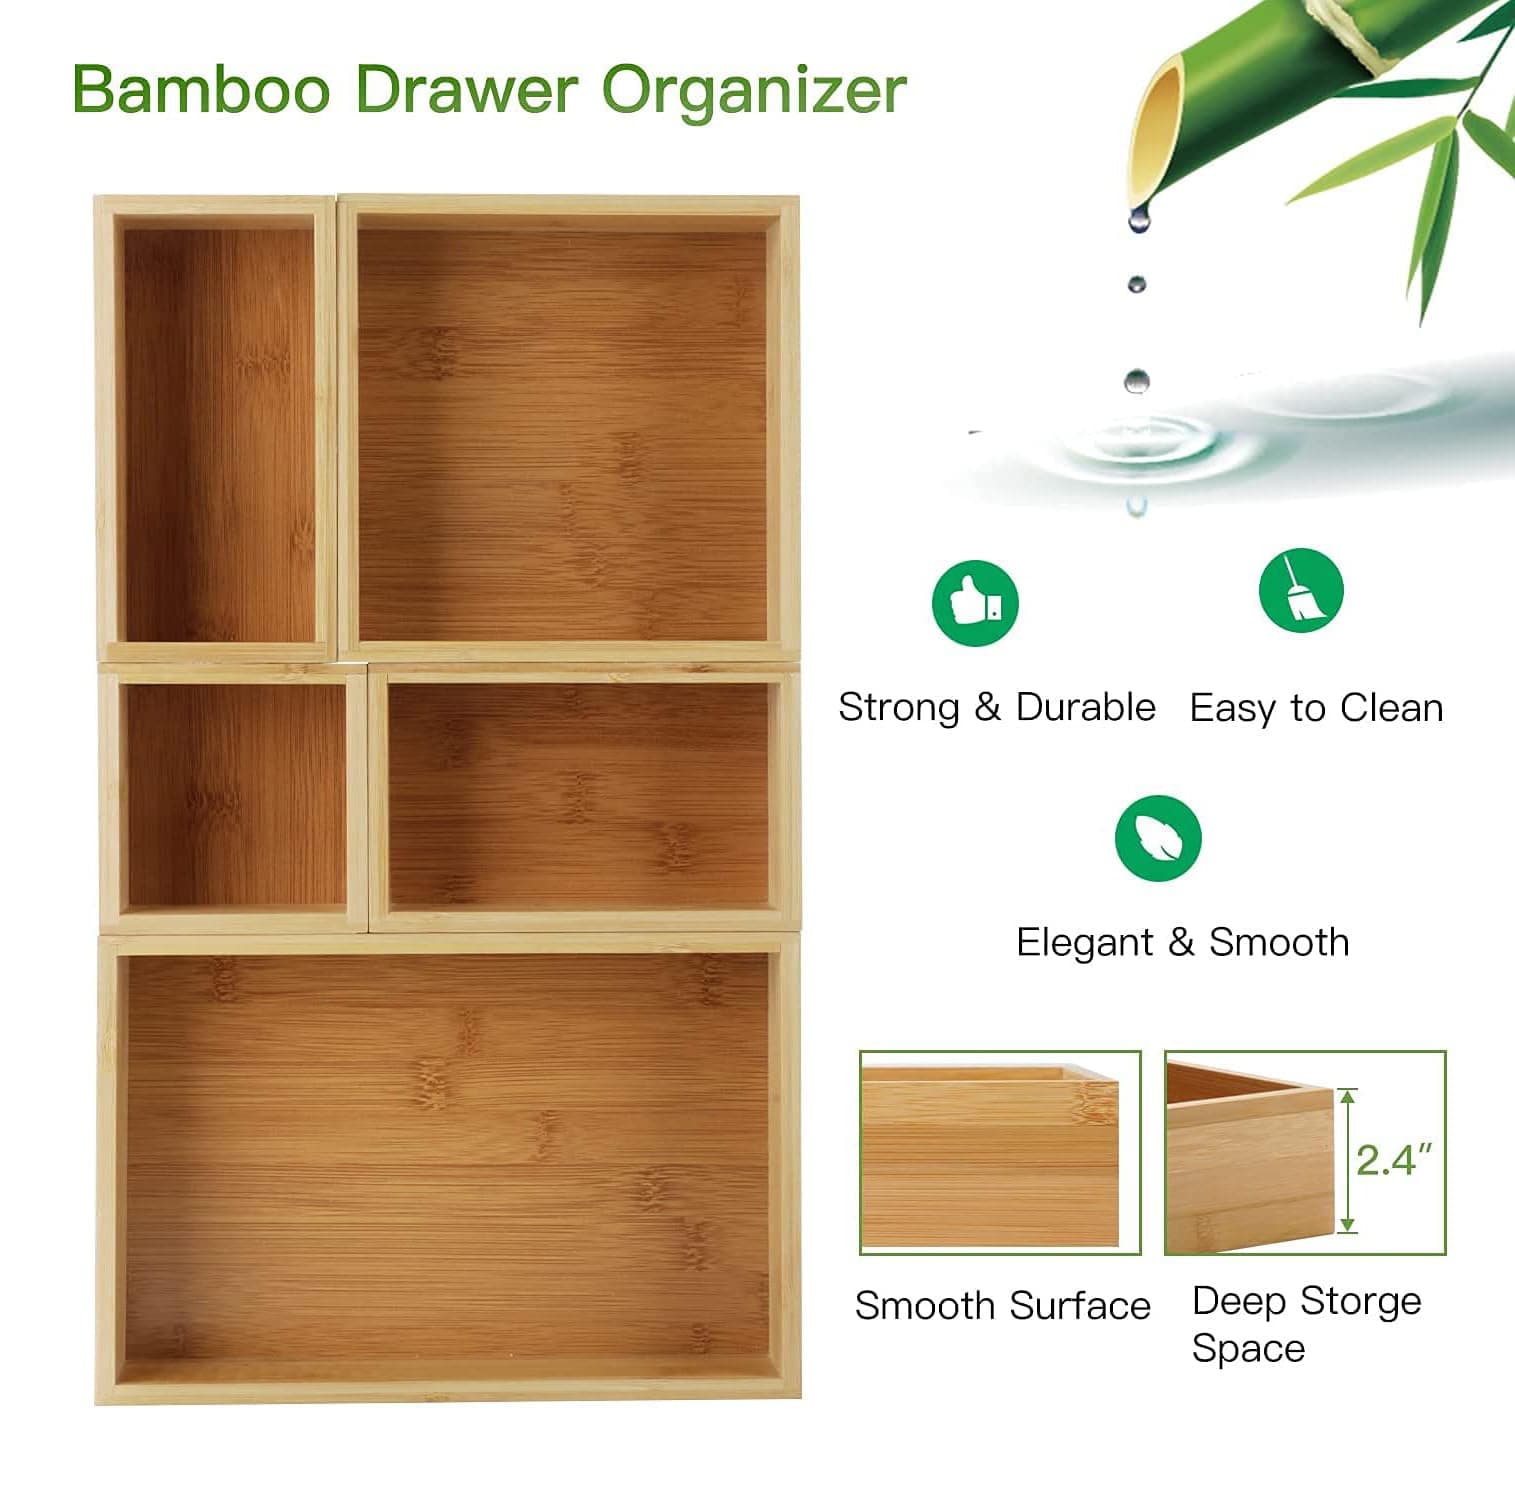 Bamboo Drawer Organizer
Strong & Durable
Easy to Clean
Elegant & Smooth
2.4″
Smooth Surface
Deep Storge
Space